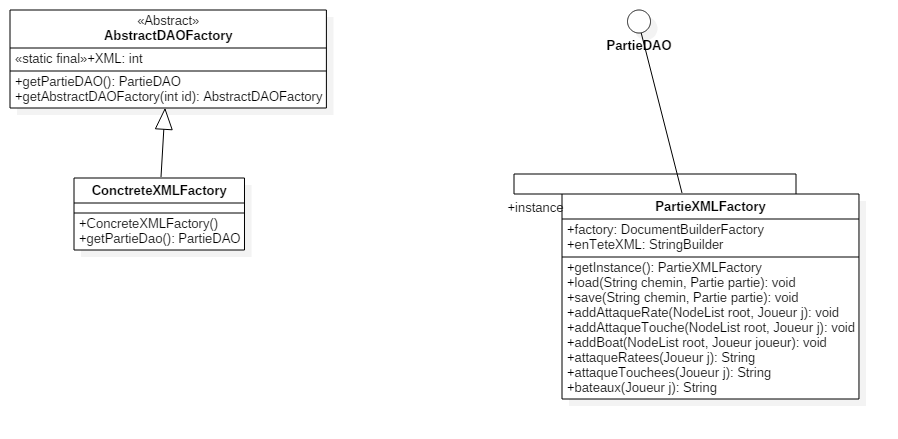 «Abstract»
AbstractDAOFactory
«static final»+XML: int
+getPartieDAO(): PartieDAO
+getAbstractDAOFactory(int id): AbstractDAOFactory
ConctreteXMLFactory
+ConcreteXMLFactory()
+getPartieDao(): PartieDAO
PartieDAO
+instance
PartieXMLFactory
+factory: DocumentBuilderFactory
+enTeteXML: StringBuilder
+getInstance(): PartieXMLFactory
+load(String chemin, Partie partie): void
+save(String chemin, Partie partie): void
+addAttaqueRate(NodeList root, Joueur j): void
+addAttaqueTouche(NodeList root, Joueur j): void
+addBoat(NodeList root, Joueur joueur): void
+attaqueRatees(Joueur j): String
+attaqueTouchees(Joueur j): String
+bateaux(Joueur j): String